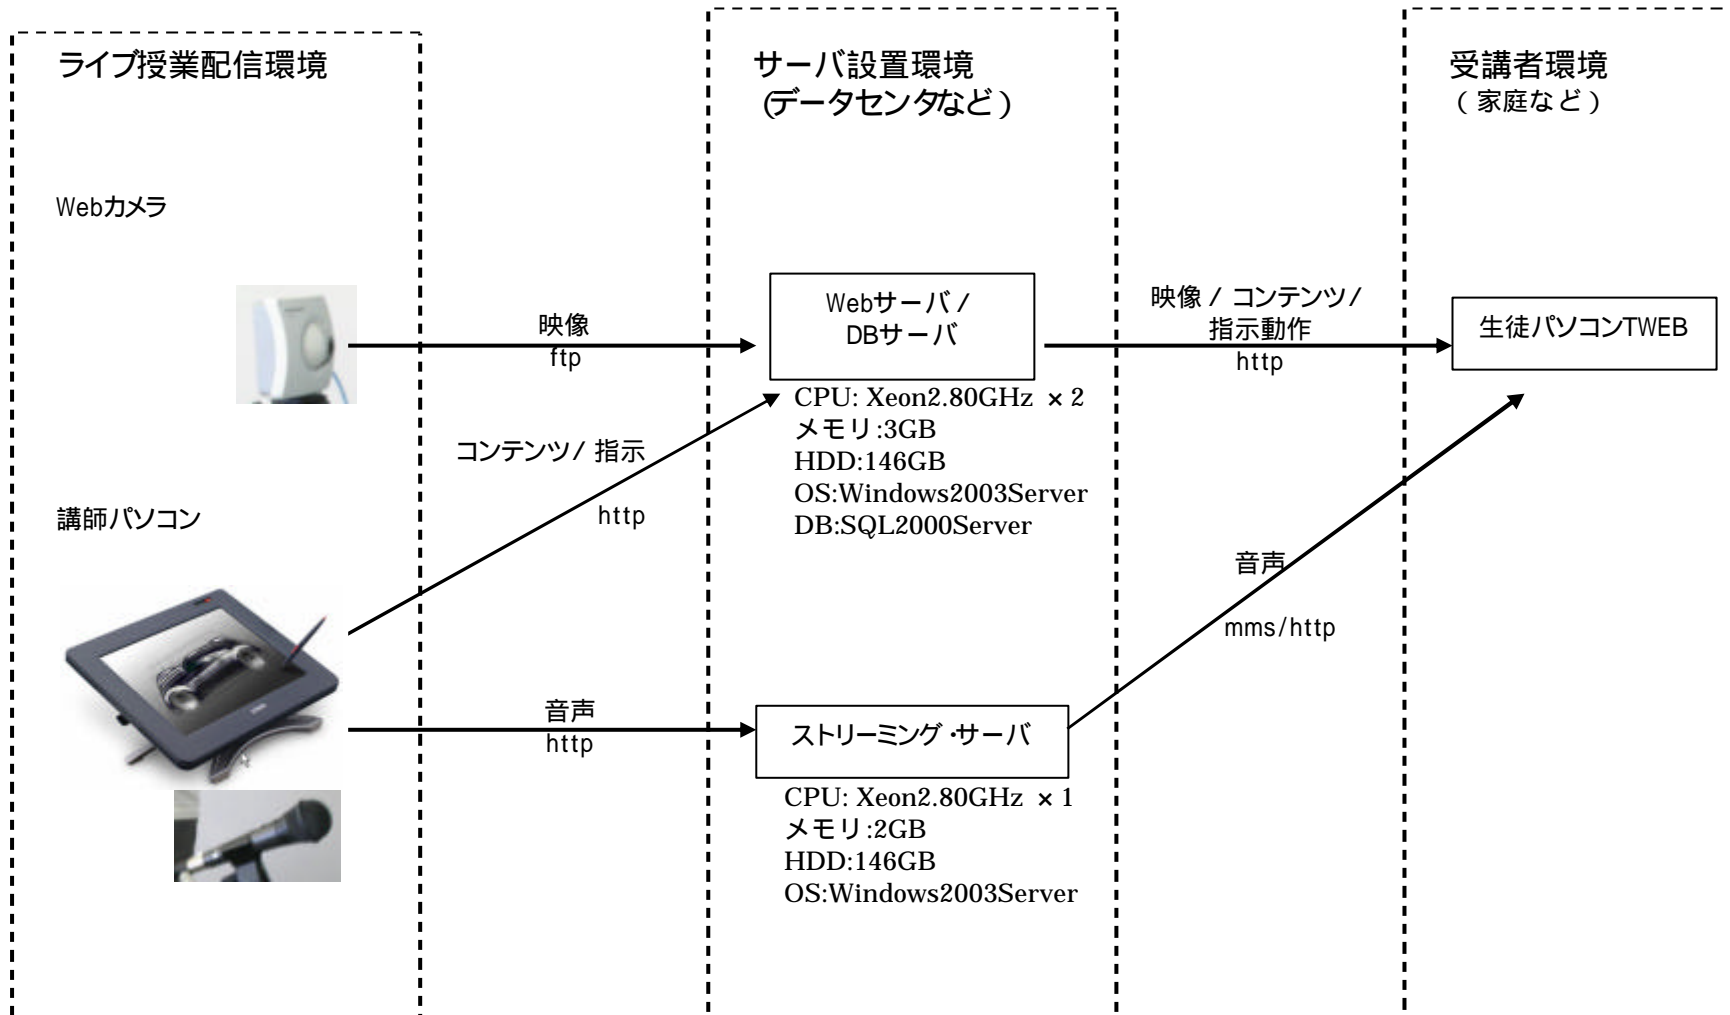 ライブ授業配信環境
サーバ設置環境
(データセンタなど)
受講者環境
(家庭など)
Webカメラ
映像
ftp
Webサーバ /
DBサーバ
映像 / コンテンツ/
指示動作
http
生徒パソコンTWEB
CPU: Xeon2.80GHz ×2
メモリ:3GB
HDD:146GB
OS:Windows2003Server
DB:SQL2000Server
コンテンツ/ 指示
http
講師パソコン
音声
mms/http
音声
http
ストリーミング・サーバ
CPU: Xeon2.80GHz ×1
メモリ:2GB
HDD:146GB
OS:Windows2003Server